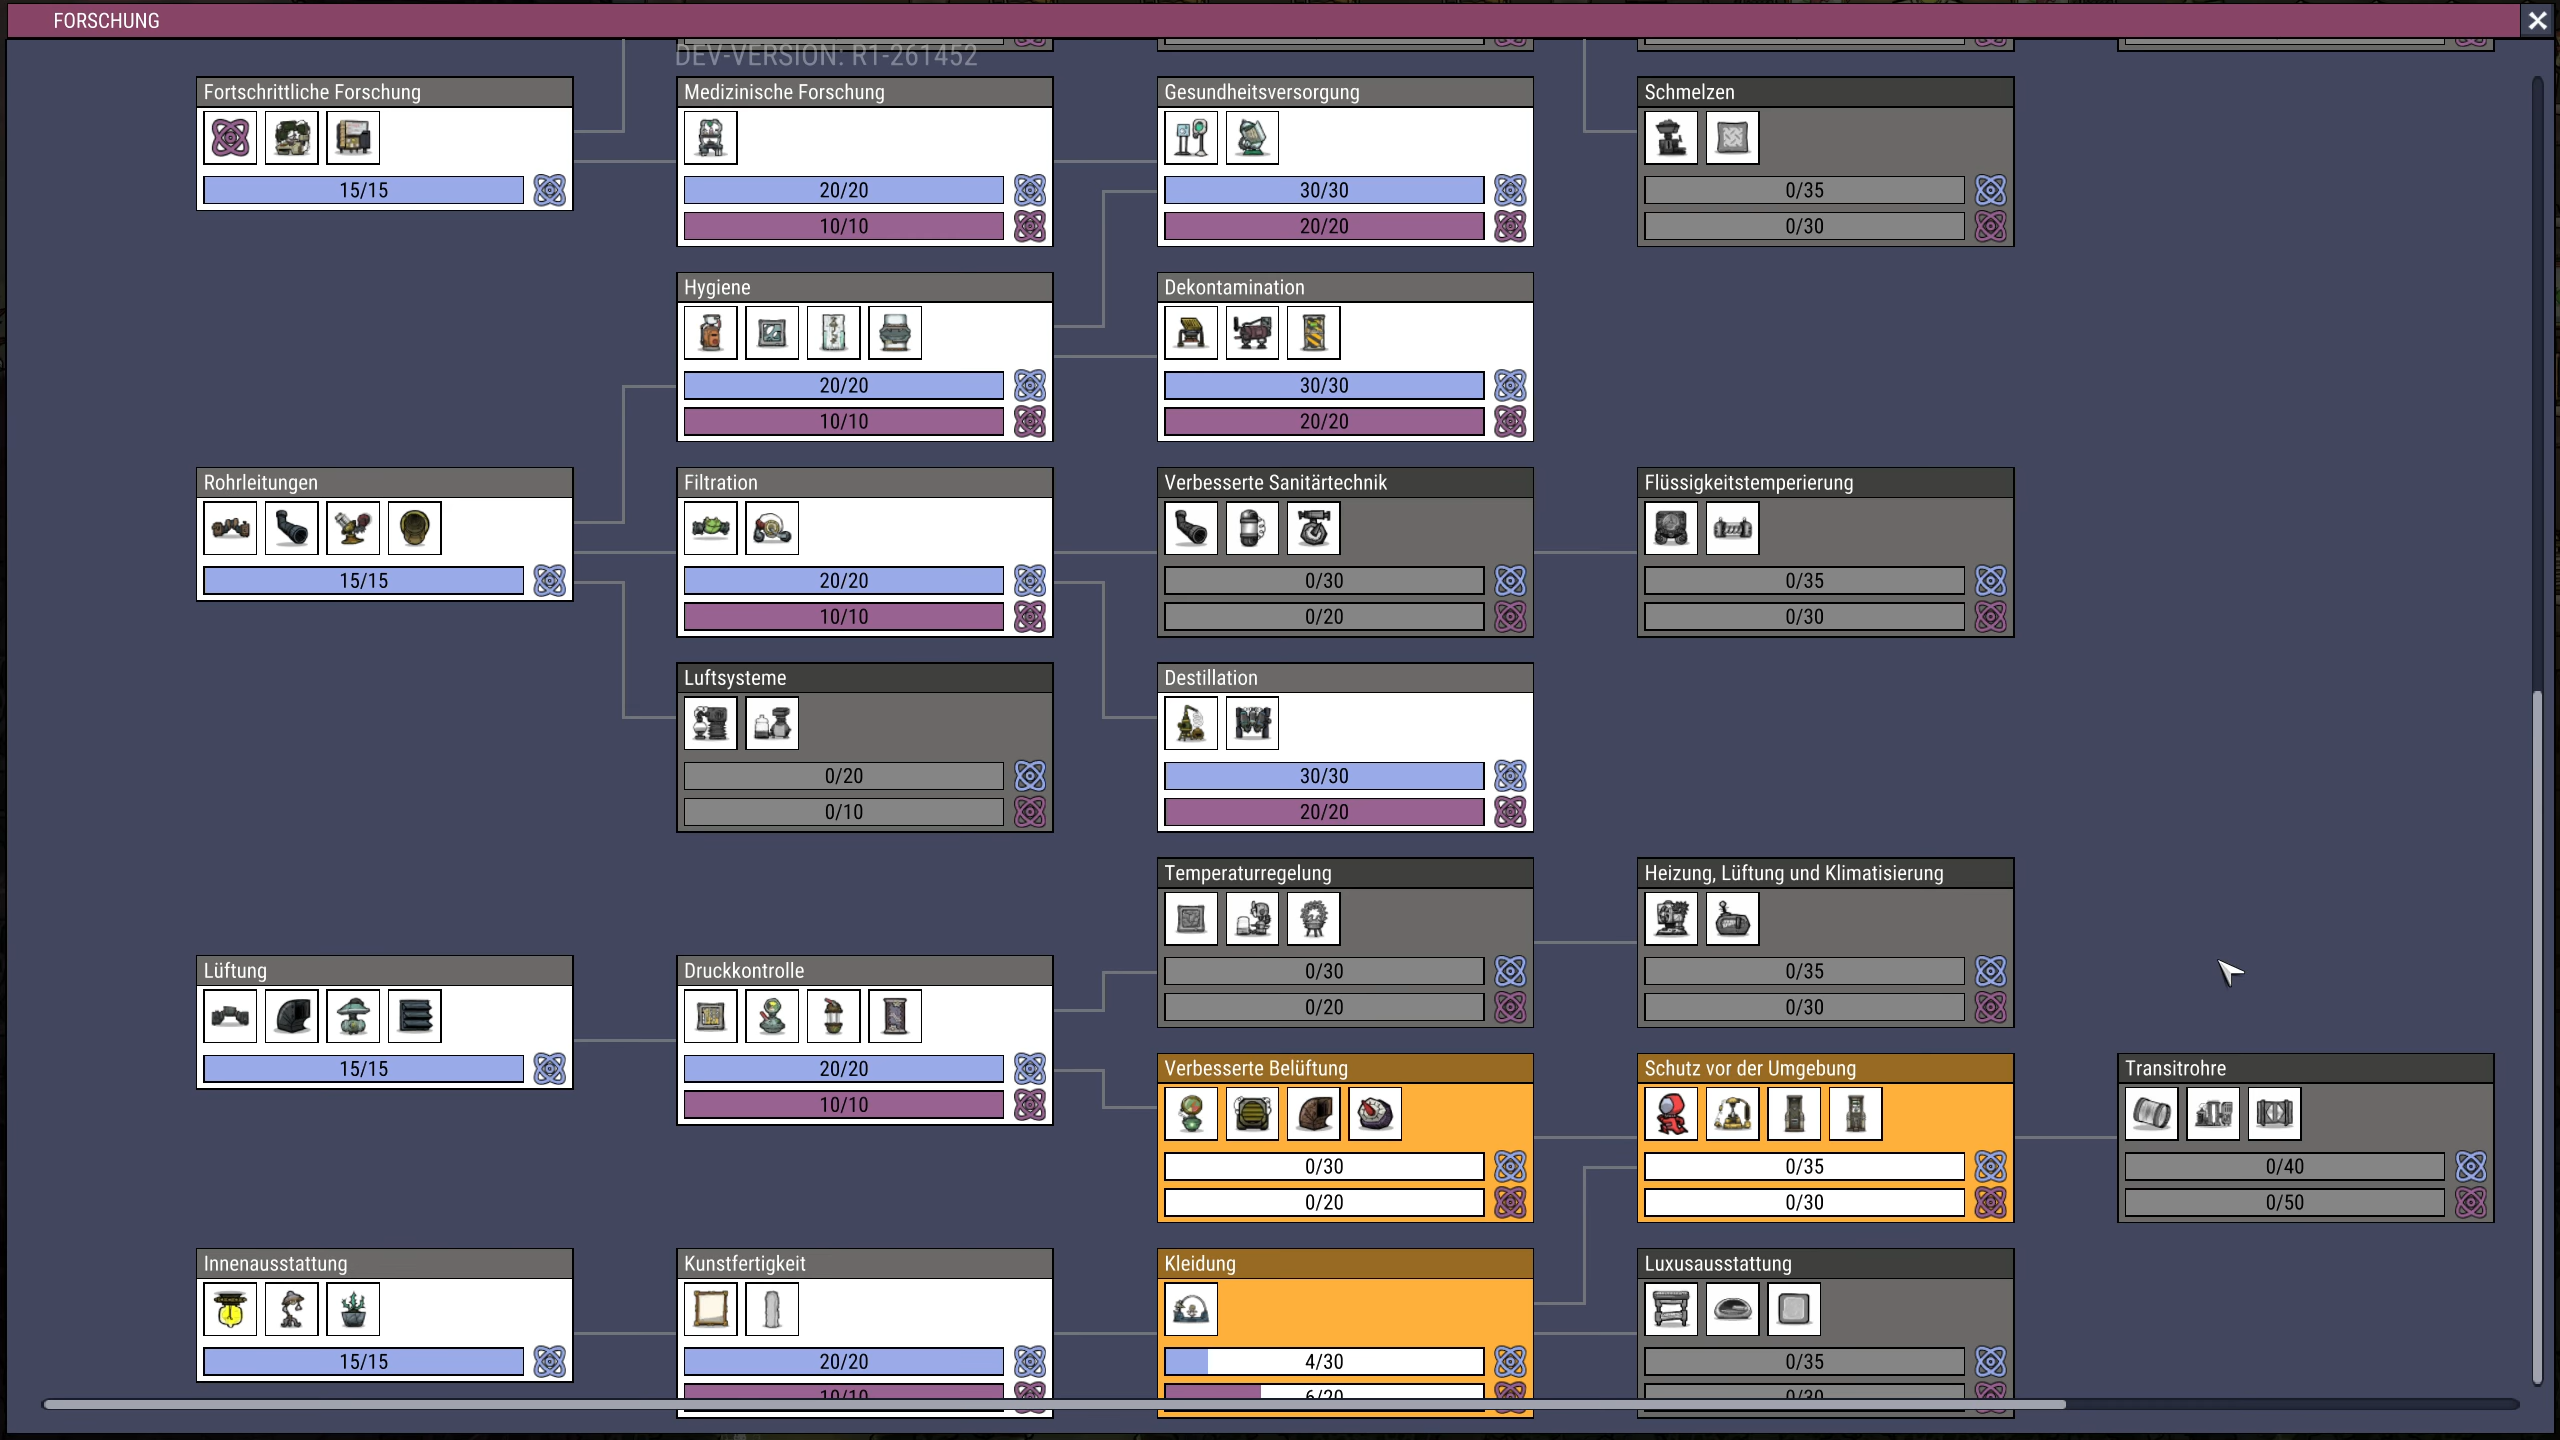 FORSCHUNG
DEV-VERSION: R1-261452
Fortschrittliche Forschung
15/15
Medizinische Forschung
20/20
10/10
Gesundheitsversorgung
30/30
20/20
Schmelzen
0/35
0/30
Hygiene
20/20
10/10
Dekontamination
30/30
20/20
Rohrleitungen
15/15
Filtration
20/20
10/10
Verbesserte Sanitärtechnik
0/30
0/20
Flüssigkeitstemperierung
0/35
0/30
Luftsysteme
0/20
0/10
Destillation
30/30
20/20
Temperaturregelung
0/30
0/20
Heizung, Lüftung und Klimatisierung
0/35
0/30
Lüftung
15/15
Druckkontrolle
20/20
10/10
Verbesserte Belüftung
0/30
0/20
Schutz vor der Umgebung
0/35
0/30
Transitrohre
0/40
0/50
Innenausstattung
15/15
Kunstfertigkeit
20/20
10/10
Kleidung
4/30
6/20
Luxusausstattung
0/35
0/30